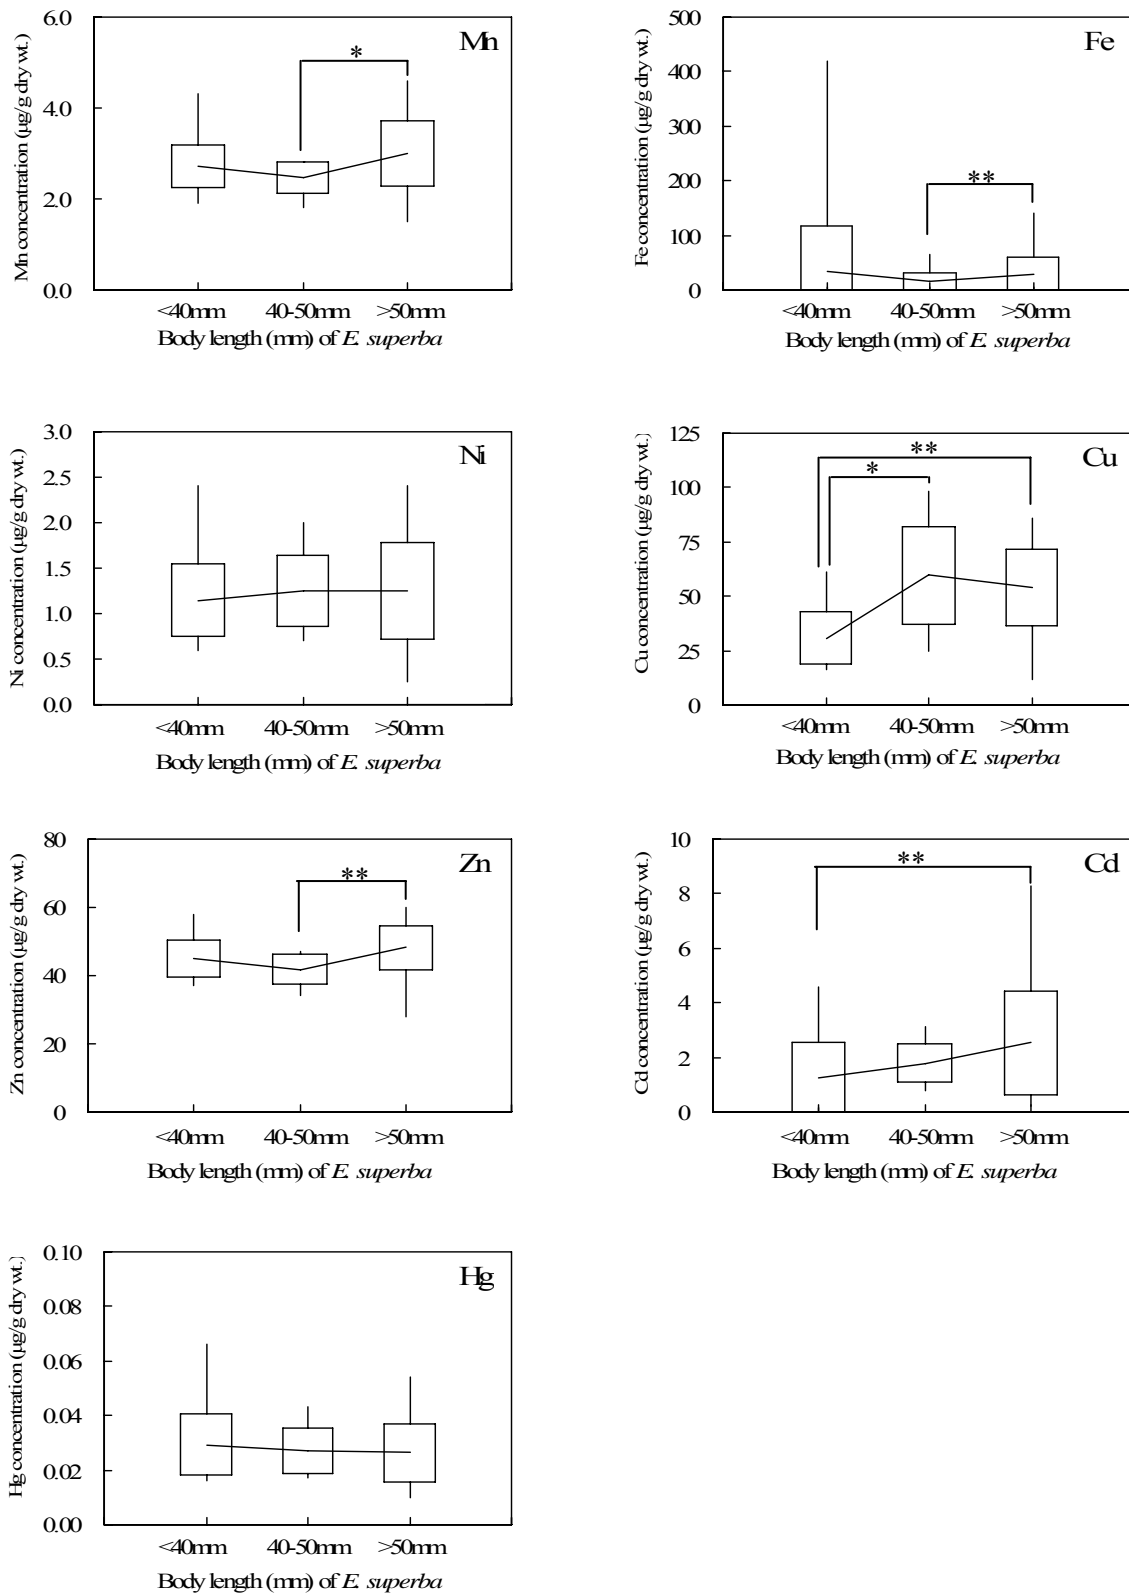 Mn
Mn concentration (µg/g dry wt.)
6.0
4.0
2.0
0.0
*
<40mm 40-50mm >50mm
Body length (mm) of E. superba
Fe
Fe concentration (µg/g dry wt.)
500
400
300
200
100
0
**
<40mm 40-50mm >50mm
Body length (mm) of E. superba
Ni
Ni concentration (µg/g dry wt.)
3.0
2.5
2.0
1.5
1.0
0.5
0.0
<40mm 40-50mm >50mm
Body length (mm) of E. superba
Cu
Cu concentration (µg/g dry wt.)
125
100
75
50
25
0
**
*
<40mm 40-50mm >50mm
Body length (mm) of E. superba
Zn
Zn concentration (µg/g dry wt.)
80
60
40
20
0
**
<40mm 40-50mm >50mm
Body length (mm) of E. superba
Cd
Cd concentration (µg/g dry wt.)
10
8
6
4
2
0
**
<40mm 40-50mm >50mm
Body length (mm) of E. superba
Hg
Hg concentration (µg/g dry wt.)
0.10
0.08
0.06
0.04
0.02
0.00
<40mm 40-50mm >50mm
Body length (mm) of E. superba